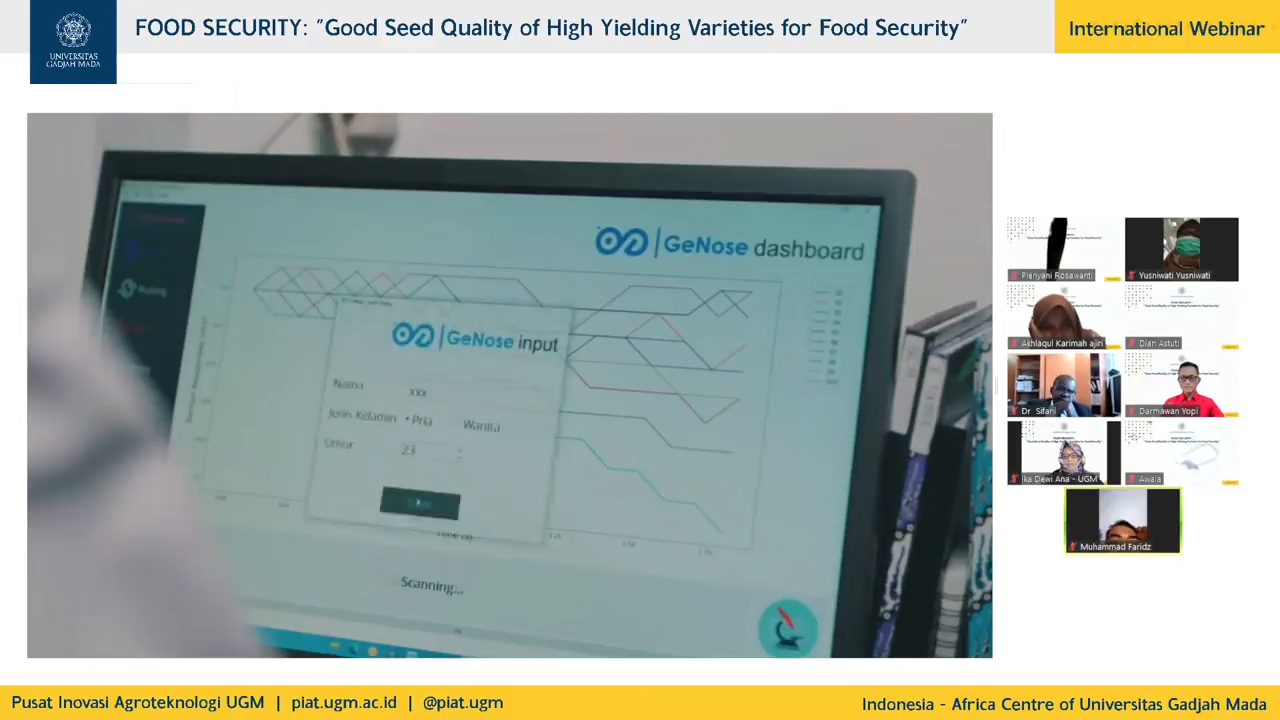 UNIVERSITAS
GADJAH MADA
FOOD SECURITY: "Good Seed Quality of High Yielding Varieties for Food Security"
International Webinar
GeNose dashboard
GeNose input
Nama
xxx
Jenis Kelamin
Pria
Wanita
Umur
23
Scanning...
Pienyani Rosawanti
Yusniwati Yusniwati
Akhlaqul Karimah ajiri
Dian Astuti
Dr Sifani
Darmawan Yopi
Ika Dewi Ana - UGM
Awala
Muhammad Faridz
Pusat Inovasi Agroteknologi UGM | piat.ugm.ac.id | @piat.ugm
Indonesia - Africa Centre of Universitas Gadjah Mada